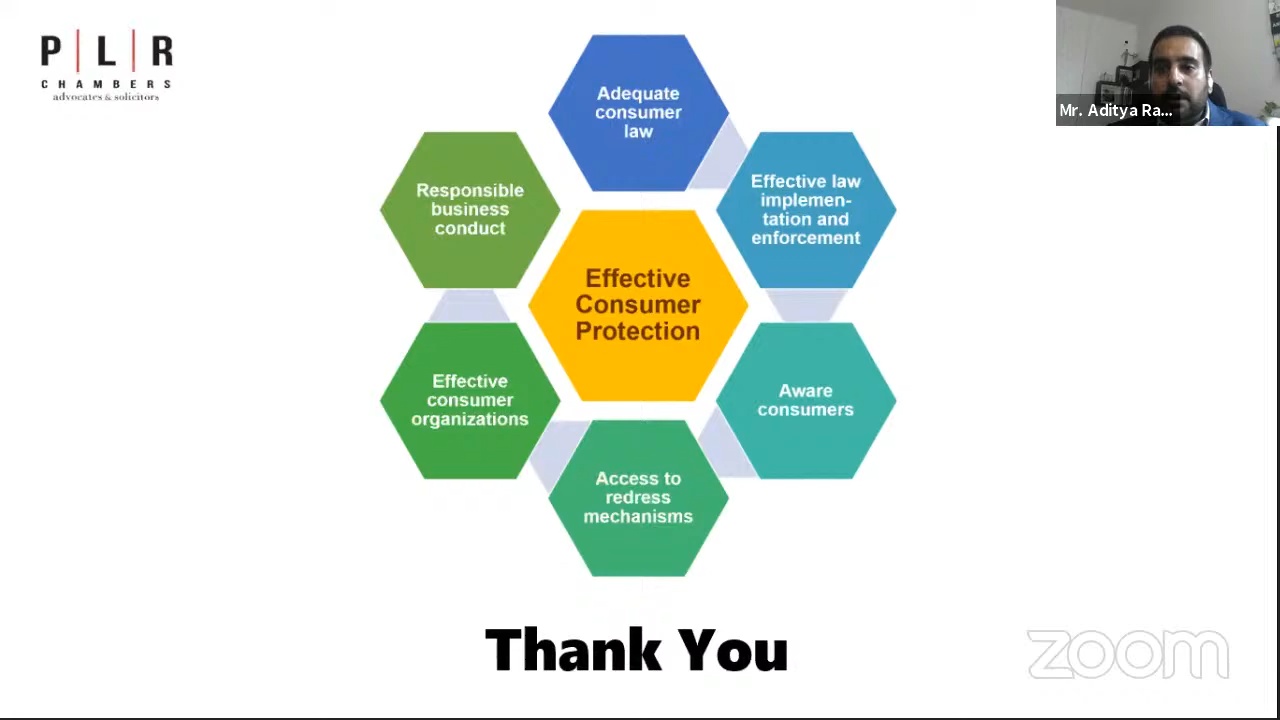 P|L|R
CHAMBERS
advocates & solicitors
Mr. Aditya Ra...
Adequate
consumer
law
Effective law
implemen-
tation and
enforcement
Aware
consumers
Access to
redress
mechanisms
Effective
consumer
organizations
Responsible
business
conduct
Effective
Consumer
Protection
Thank You
zoom